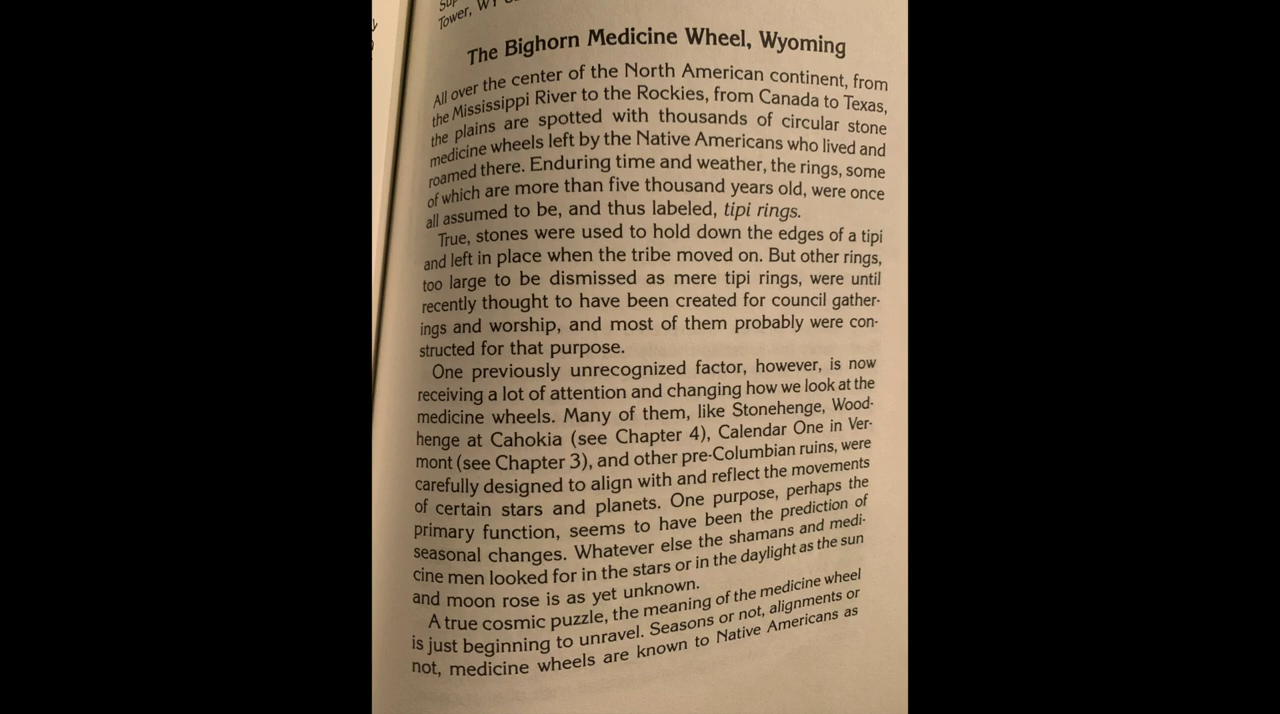 Tower, WY
The Bighorn Medicine Wheel, Wyoming
All over the center of the North American continent, from
the Mississippi River to the Rockies, from Canada to Texas,
the plains are spotted with thousands of circular stone
medicine wheels left by the Native Americans who lived and
roamed there. Enduring time and weather, the rings, some
of which are more than five thousand years old, were once
all assumed to be, and thus labeled, tipi rings.
True, stones were used to hold down the edges of a tipi
and left in place when the tribe moved on. But other rings,
too large to be dismissed as mere tipi rings, were until
recently thought to have been created for council gather-
ings and worship, and most of them probably were con-
structed for that purpose.
One previously unrecognized factor, however, is now
receiving a lot of attention and changing how we look at the
medicine wheels. Many of them, like Stonehenge, Wood-
henge at Cahokia (see Chapter 4), Calendar One in Ver-
mont (see Chapter 3), and other pre-Columbian ruins, were
carefully designed to align with and reflect the movements
of certain stars and planets. One purpose, perhaps the
primary function, seems to have been the prediction of
seasonal changes. Whatever else the shamans and medi-
cine men looked for in the stars or in the daylight as the sun
and moon rose is as yet unknown.
A true cosmic puzzle, the meaning of the medicine wheel
is just beginning to unravel. Seasons or not, alignments or
not, medicine wheels are known to Native Americans as